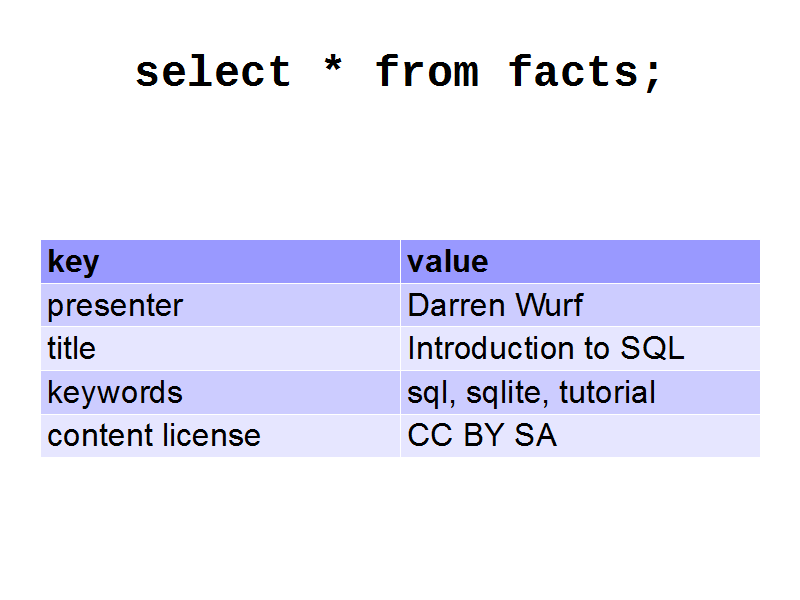 select * from facts;
key value
presenter Darren Wurf
title Introduction to SQL
keywords sql, sqlite, tutorial
content license CC BY SA